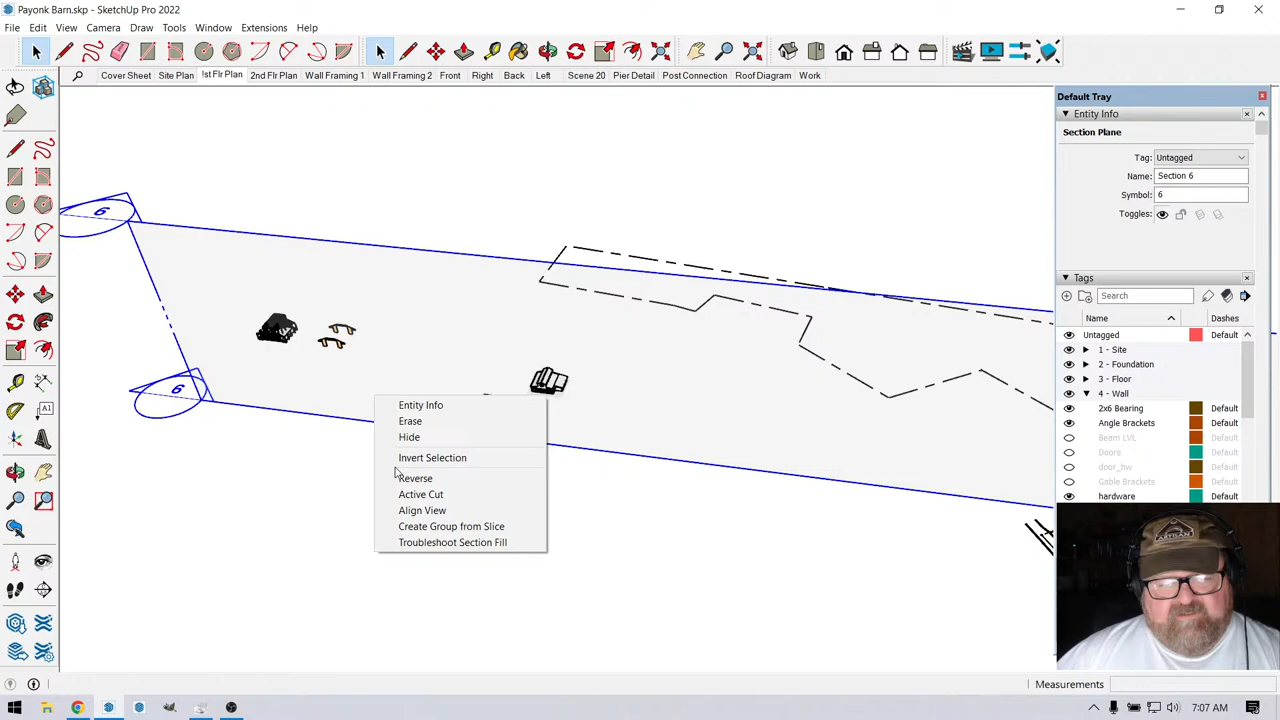 Payonk Barn.skp - SketchUp Pro 2022
File Edit View Camera Draw Tools Window Extensions Help
Cover Sheet Site Plan !st Flr Plan 2nd Flr Plan Wall Framing 1 Wall Framing 2 Front Right Back Left Scene 20 Pier Detail Post Connection Roof Diagram Work
Default Tray
Entity Info
Section Plane
Tag: Untagged
Name: Section 6
Symbol: 6
Toggles:
6
6
A1
Tags
Search
Name Dashes
Untagged Default
1 - Site
2 - Foundation
3 - Floor
4 - Wall
2x6 Bearing Default
Angle Brackets Default
Beam LVL Default
Doors Default
door_hw Default
Gable Brackets Default
hardware Default
Entity Info
Erase
Hide
Invert Selection
Reverse
Active Cut
Align View
Create Group from Slice
Troubleshoot Section Fill
ARTISAN
Measurements
7:07 AM